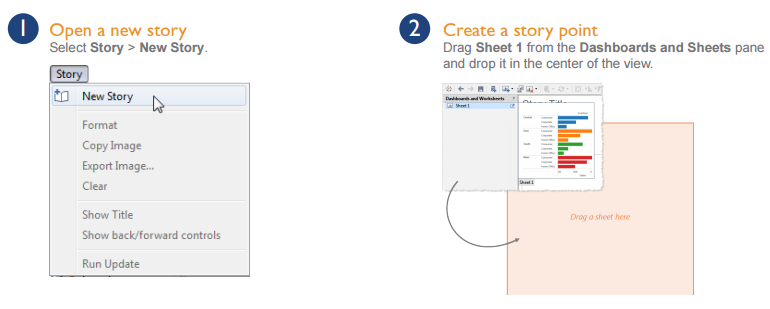 1
Open a new story
Select Story > New Story.
Story
New Story
Format
Copy Image
Export Image...
Clear
Show Title
Show back/forward controls
Run Update
2
Create a story point
Drag Sheet 1 from the Dashboards and Sheets pane
and drop it in the center of the view.
Dashboards and Worksheets
Sheet 1
Story Title
Sheet 1
Drag a sheet here